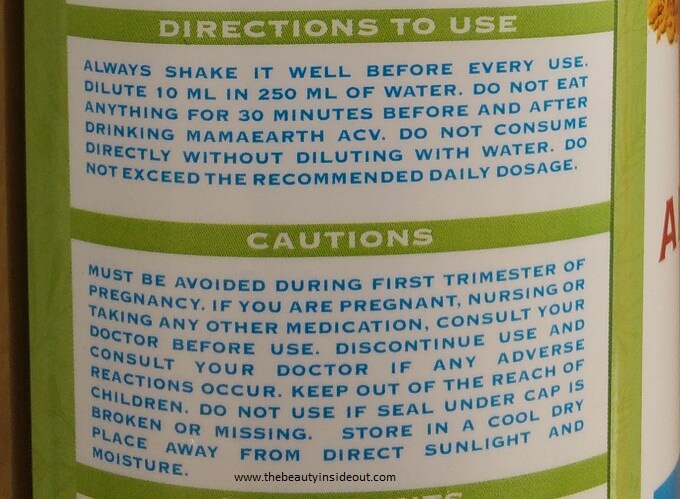 DIRECTIONS TO USE
ALWAYS SHAKE IT WELL BEFORE EVERY USE.
DILUTE 10 ML IN 250 ML OF WATER. DO NOT EAT
ANYTHING FOR 30 MINUTES BEFORE AND AFTER
DRINKING MAMAEARTH ACV. DO NOT CONSUME
DIRECTLY WITHOUT DILUTING WITH WATER. DO
NOT EXCEED THE RECOMMENDED DAILY DOSAGE.
CAUTIONS
MUST BE AVOIDED DURING FIRST TRIMESTER OF
PREGNANCY. IF YOU ARE PREGNANT, NURSING OR
TAKING ANY OTHER MEDICATION, CONSULT YOUR
DOCTOR BEFORE USE. DISCONTINUE USE AND
CONSULT YOUR DOCTOR IF ANY ADVERSE
REACTIONS OCCUR. KEEP OUT OF THE REACH OF
CHILDREN. DO NOT USE IF SEAL UNDER CAP IS
BROKEN OR MISSING. STORE IN A COOL DRY
PLACE AWAY FROM DIRECT SUNLIGHT AND
MOISTURE.
www.thebeautyinsideout.com